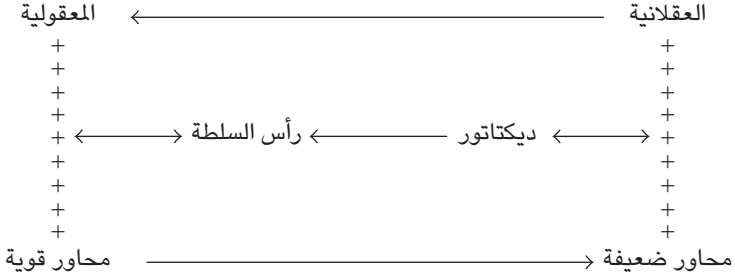 العقلانية ← المعقولية
+ +
+ +
+ +
+ +
+ ↔ ديكتاتور ← رأس السلطة ↔ +
+ +
+ +
+ +
+ +
محاور ضعيفة ← محاور قوية